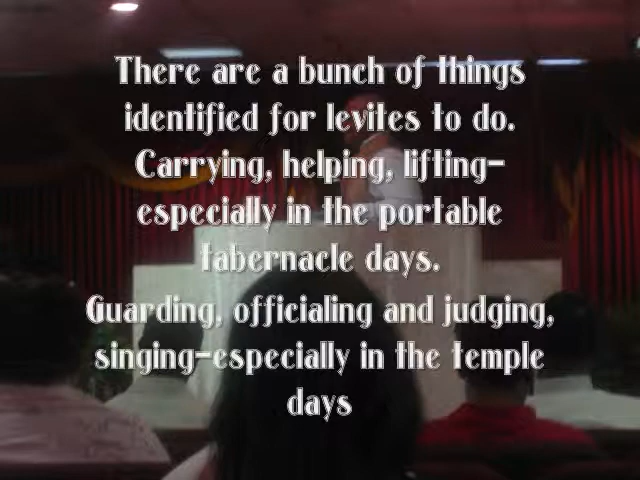 There are a bunch of things
identified for levites to do.
Carrying, helping, lifting-
especially in the portable
tabernacle days.
Guarding, officialing and judging,
singing-especially in the temple
days